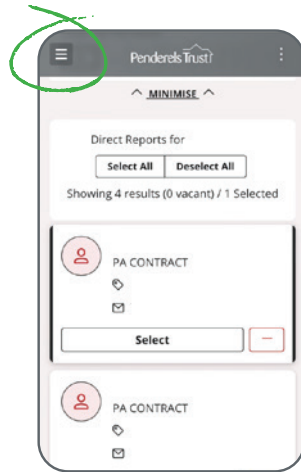 Penderels Trust
MINIMISE
Direct Reports for
Select All Deselect All
Showing 4 results (0 vacant) / 1 Selected
PA CONTRACT
Select
PA CONTRACT